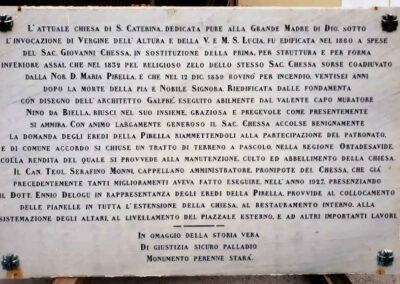 L'ATTUALE CHIESA DI S. CATERINA, DEDICATA PURE ALLA GRANDE MADRE DI DIO, SOTTO
L'INVOCAZIONE DI VERGINE DELL'ALTURA E DELLA V. E M. S. LUCIA, FU EDIFICATA NEL 1860 A SPESE
DEL SAC. GIOVANNI CHESSA, IN SOSTITUZIONE DELLA PRIMA, PER STRUTTURA E PER FORMA
INFERIORE ASSAI, CHE NEL 1832 PEL RELIGIOSO ZELO DELLO STESSO SAC. CHESSA SORSE COADIUVATO
DALLA NOB. D. MARIA PIRELLA, E CHE NEL 12 DIC. 1859 ROVINÒ PER INCENDIO, VENTISEI ANNI
DOPO LA MORTE DELLA PIA E NOBILE SIGNORA. RIEDIFICATA DALLE FONDAMENTA
CON DISEGNO DELL'ARCHITETTO GALFRÈ, ESEGUITO ABILMENTE DAL VALENTE CAPO MURATORE
NINO DA BIELLA, RIUSCÌ NEL SUO INSIEME, GRAZIOSA E PREGEVOLE COME PRESENTEMENTE
SI AMMIRA. CON ANIMO LARGAMENTE GENEROSO IL SAC. CHESSA ACCOLSE BENIGNAMENTE
LA DOMANDA DEGLI EREDI DELLA PIRELLA RIAMMETTENDOLI ALLA PARTECIPAZIONE DEL PATRONATO,
E DI COMUNE ACCORDO SI CHIUSE UN TRATTO DI TERRENO A PASCOLO, NELLA REGIONE ORTADESAVIDE,
COLLA RENDITA DEL QUALE SI PROVVEDE ALLA MANUTENZIONE, CULTO ED ABBELLIMENTO DELLA CHIESA.
IL CAN. TEOL. SERAFINO MONNI, CAPPELLANO AMMINISTRATORE, PRONIPOTE DEL CHESSA, CHE GIÀ
PRECEDENTEMENTE TANTI MIGLIORAMENTI AVEVA FATTO ESEGUIRE, NELL'ANNO 1927, PRESENZIANDO
IL DOTT. ENNIO DELOGU IN RAPPRESENTANZA DEGLI EREDI DELLA PIRELLA, PROVVIDE AL COLLOCAMENTO
DELLE PIANELLE IN TUTTA L'ESTENSIONE DELLA CHIESA, AL RESTAURAMENTO INTERNO, ALLA
SISTEMAZIONE DEGLI ALTARI, AL LIVELLAMENTO DEL PIAZZALE ESTERNO, E AD ALTRI IMPORTANTI LAVORI.
IN OMAGGIO DELLA STORIA VERA
DI GIUSTIZIA SICURO PALLADIO
MONUMENTO PERENNE STARÀ.